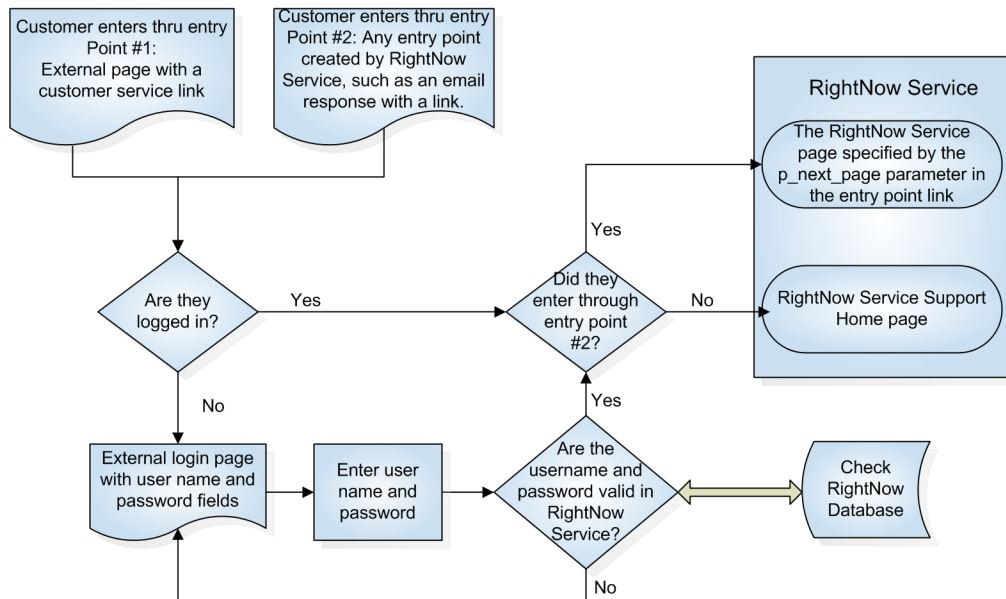 Customer enters thru entry
Point #1:
External page with a
customer service link
Customer enters thru entry
Point #2: Any entry point
created by RightNow
Service, such as an email
response with a link.
RightNow Service
The RightNow Service
page specified by the
p_next_page parameter in
the entry point link
Yes
Are they
logged in?
Yes
Did they
enter through
entry point
#2?
No
RightNow Service Support
Home page
No
Yes
External login page
with user name and
password fields
Enter user
name and
password
Are the
username and
password valid in
RightNow
Service?
Check
RightNow
Database
No